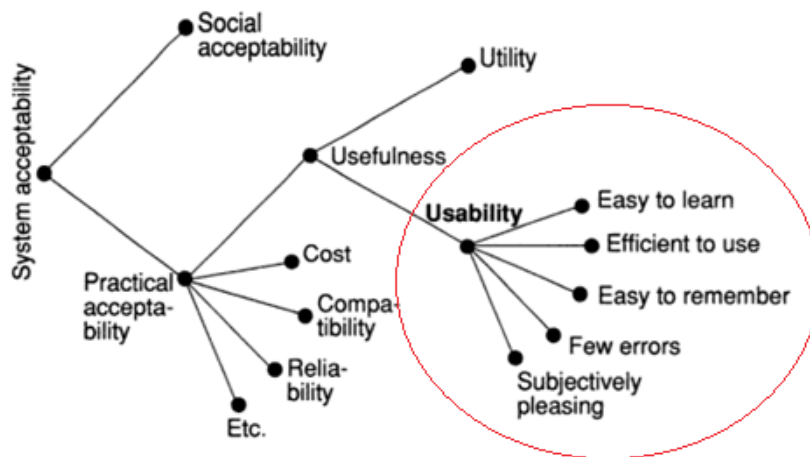 System acceptability
Social
acceptability
Utility
Usefulness
Usability
Easy to learn
Efficient to use
Easy to remember
Few errors
Subjectively
pleasing
Practical
accepta-
bility
Cost
Compa-
tibility
Relia-
bility
Etc.